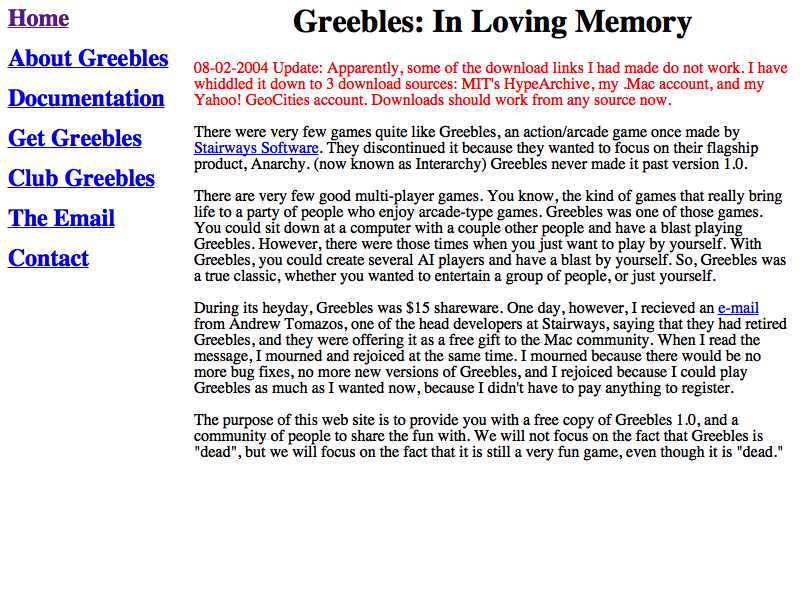 Home
About Greebles
Documentation
Get Greebles
Club Greebles
The Email
Contact
Greebles: In Loving Memory
08-02-2004 Update: Apparently, some of the download links I had made do not work. I have
whiddled it down to 3 download sources: MIT's HypeArchive, my .Mac account, and my
Yahoo! GeoCities account. Downloads should work from any source now.
There were very few games quite like Greebles, an action/arcade game once made by
Stairways Software. They discontinued it because they wanted to focus on their flagship
product, Anarchy. (now known as Interarchy) Greebles never made it past version 1.0.
There are very few good multi-player games. You know, the kind of games that really bring
life to a party of people who enjoy arcade-type games. Greebles was one of those games.
You could sit down at a computer with a couple other people and have a blast playing
Greebles. However, there were those times when you just want to play by yourself. With
Greebles, you could create several AI players and have a blast by yourself. So, Greebles was
a true classic, whether you wanted to entertain a group of people, or just yourself.
During its heyday, Greebles was $15 shareware. One day, however, I recieved an e-mail
from Andrew Tomazos, one of the head developers at Stairways, saying that they had retired
Greebles, and they were offering it as a free gift to the Mac community. When I read the
message, I mourned and rejoiced at the same time. I mourned because there would be no
more bug fixes, no more new versions of Greebles, and I rejoiced because I could play
Greebles as much as I wanted now, because I didn't have to pay anything to register.
The purpose of this web site is to provide you with a free copy of Greebles 1.0, and a
community of people to share the fun with. We will not focus on the fact that Greebles is
"dead", but we will focus on the fact that it is still a very fun game, even though it is "dead."